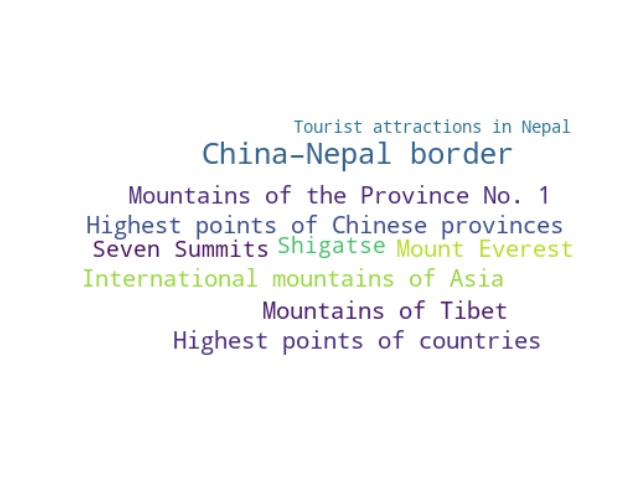 Tourist attractions in Nepal
China–Nepal border
Mountains of the Province No. 1
Highest points of Chinese provinces
Seven Summits Shigatse Mount Everest
International mountains of Asia
Mountains of Tibet
Highest points of countries